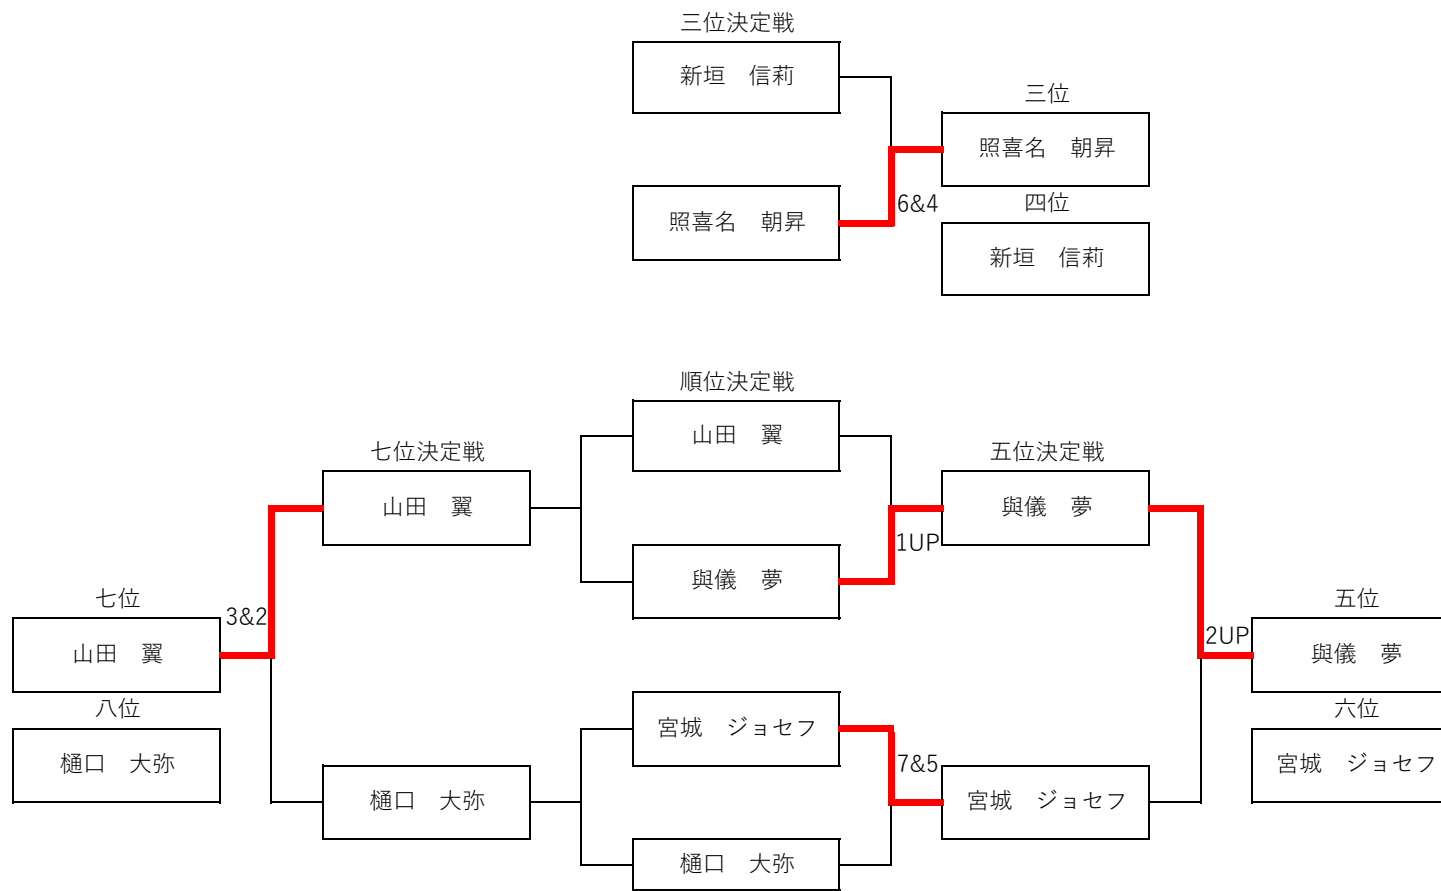 三位決定戦
新垣　信莉
三位
照喜名　朝昇
照喜名　朝昇
6&4
四位
新垣　信莉
順位決定戦
山田　翼
七位決定戦
五位決定戦
山田　翼
與儀　夢
1UP
與儀　夢
七位
3&2
五位
2UP
山田　翼
與儀　夢
八位
六位
宮城　ジョセフ
樋口　大弥
7&5
宮城　ジョセフ
樋口　大弥
宮城　ジョセフ
樋口　大弥